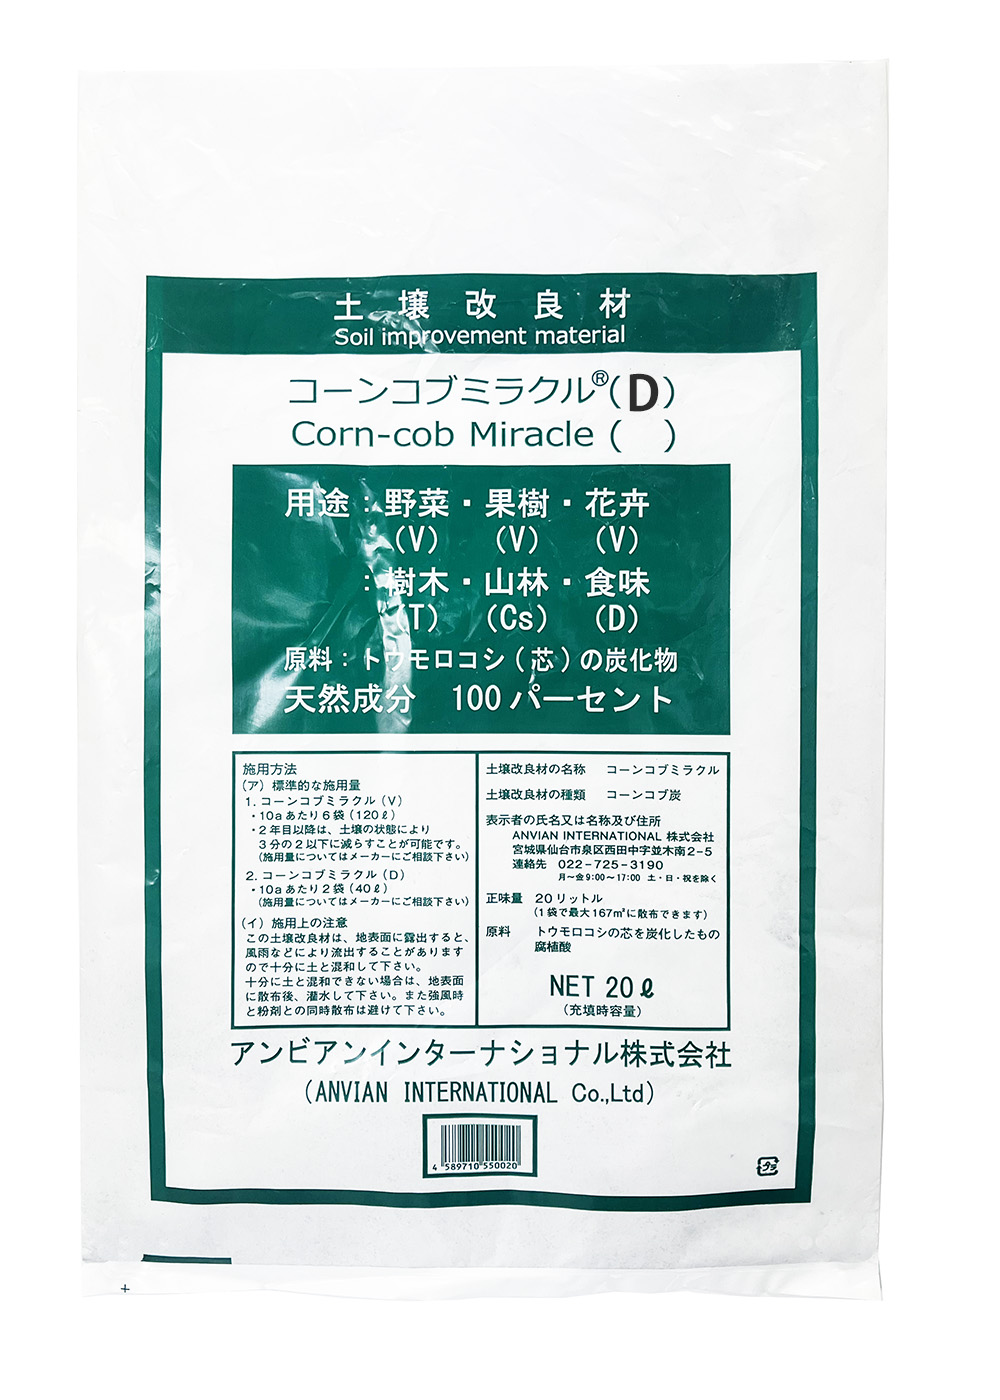 土壌改良材
Soil improvement material
コーンコブミラクル®(D)
Corn-cob Miracle ( )
用途：野菜・果樹・花卉
(V) (V) (V)
：樹木・山林・食味
(T) (Cs) (D)
原料：トウモロコシ(芯)の炭化物
天然成分 100パーセント
施用方法
(ア) 標準的な施用量
1. コーンコブミラクル (V)
・10aあたり6袋(120ℓ)
・2年目以降は、土壌の状態により
3分の2以下に減らすことが可能です。
(施用量についてはメーカーにご相談下さい)
2. コーンコブミラクル (D)
・10aあたり2袋(40ℓ)
(施用量についてはメーカーにご相談下さい)
(イ) 施用上の注意
この土壌改良材は、地表面に露出すると、
風雨などにより流出することがあります
ので十分に土と混和して下さい。
十分に土と混和できない場合は、地表面
に散布後、灌水して下さい。また強風時
と粉剤との同時散布は避けて下さい。
土壌改良材の名称 コーンコブミラクル
土壌改良材の種類 コーンコブ炭
表示者の氏名又は名称及び住所
ANVIAN INTERNATIONAL 株式会社
宮城県仙台市泉区西田中字並木南2-5
連絡先 022-725-3190
月～金9:00～17:00 土・日・祝を除く
正味量 20リットル
(1袋で最大167㎡に散布できます)
原料 トウモロコシの芯を炭化したもの
腐植酸
NET 20ℓ
(充填時容量)
アンビアンインターナショナル株式会社
(ANVIAN INTERNATIONAL Co.,Ltd)
4 589710 550020
プラ